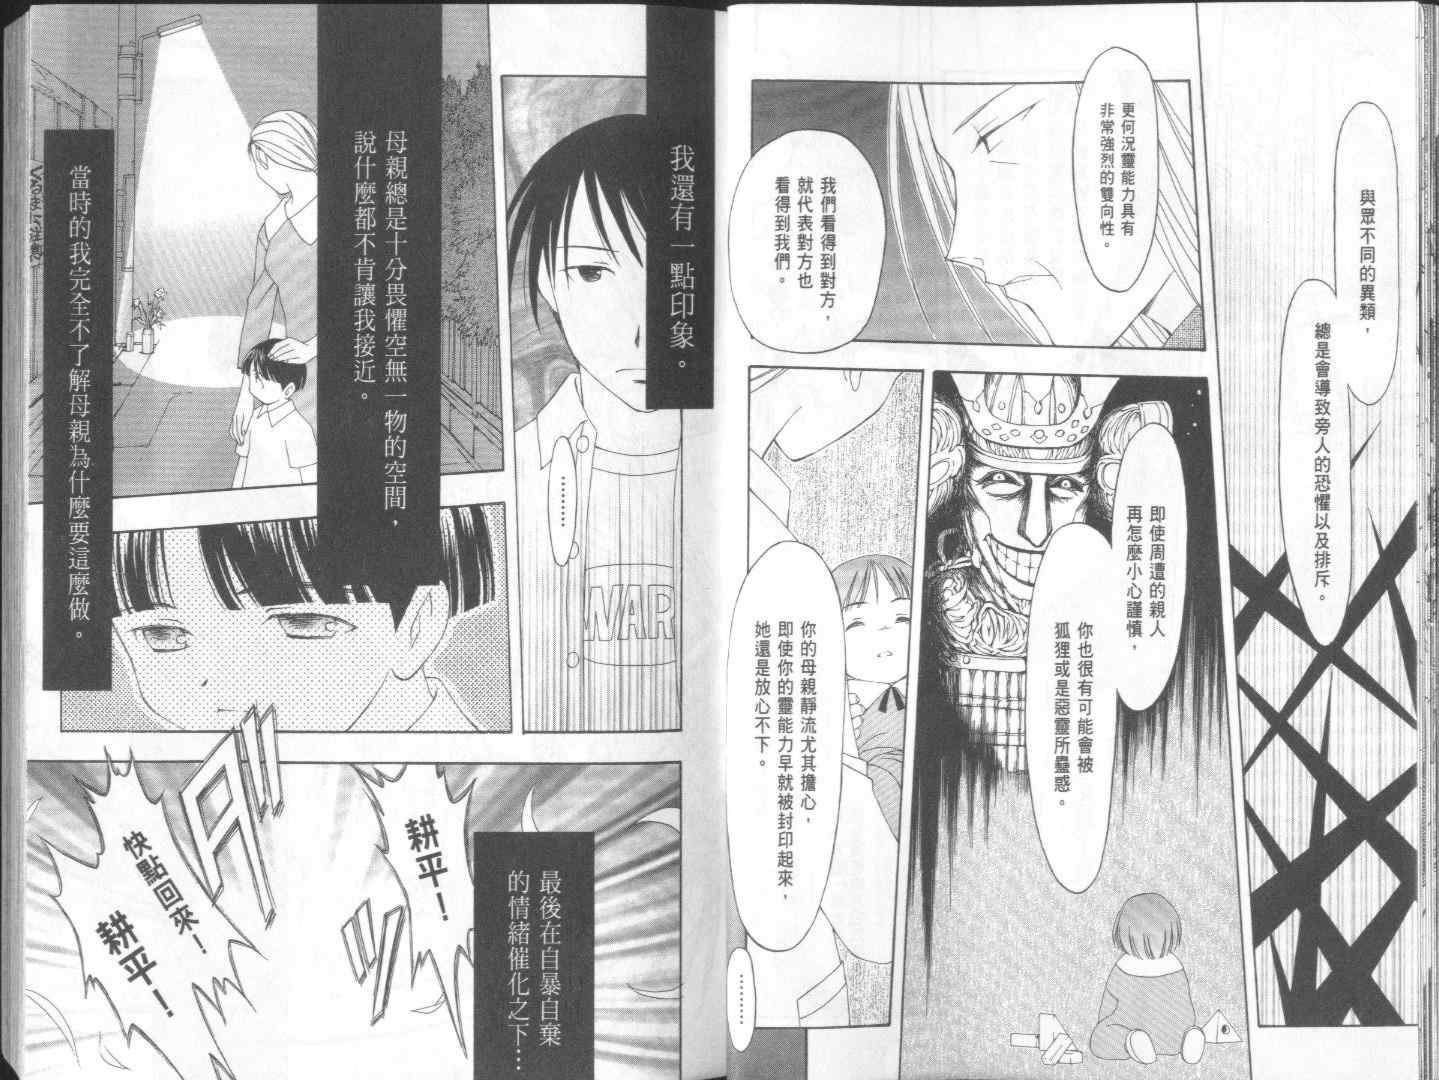 更何況靈能力具有
非常強烈的雙向性。
我們看得到對方，
就代表對方也
看得到我們。
與眾不同的異類，
總是會導致旁人的恐懼以及排斥。
即使周遭的親人
再怎麼小心謹慎，
你也很有可能會被
狐狸或是惡靈所蠱惑。
你的母親靜流尤其擔心，
即使你的靈能力早就被封印起來，
她還是放心不下。
………
我還有一點印象。
………
母親總是十分畏懼空無一物的空間，
說什麼都不肯讓我接近。
當時的我完全不了解母親為什麼要這麼做。
WAR
最後在自暴自棄
的情緒催化之下…
耕平！
快點回來！
耕平！